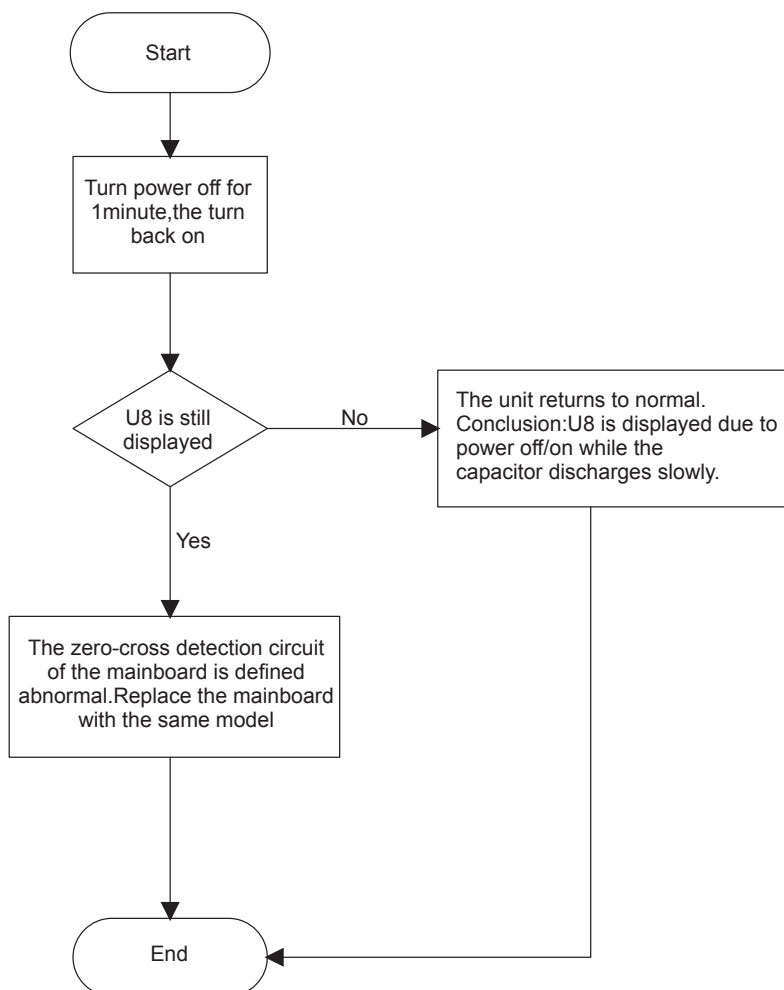 Start
Turn power off for
1minute,the turn
back on
U8 is still
displayed
No
The unit returns to normal.
Conclusion:U8 is displayed due to
power off/on while the
capacitor discharges slowly.
Yes
The zero-cross detection circuit
of the mainboard is defined
abnormal.Replace the mainboard
with the same model
End